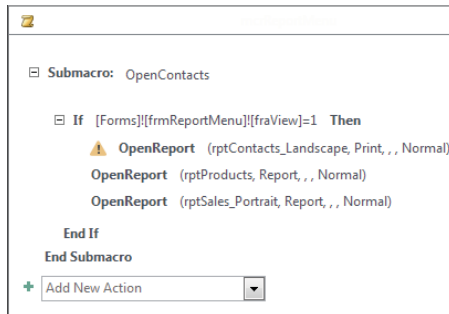 Submacro: OpenContacts
If [Forms]![frmReportMenu]![fraView]=1 Then
OpenReport (rptContacts_Landscape, Print, , , Normal)
OpenReport (rptProducts, Report, , , Normal)
OpenReport (rptSales_Portrait, Report, , , Normal)
End If
End Submacro
Add New Action